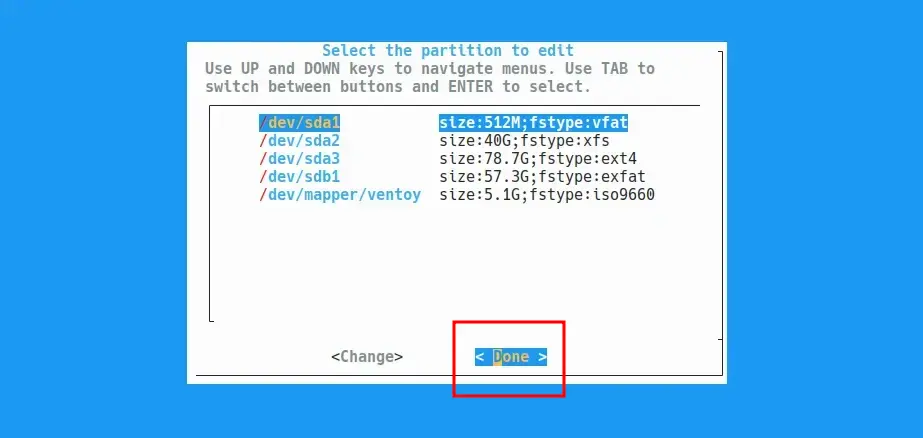 Select the partition to edit
Use UP and DOWN keys to navigate menus. Use TAB to
switch between buttons and ENTER to select.
/dev/sda1 size:512M;fstype:vfat
/dev/sda2 size:40G;fstype:xfs
/dev/sda3 size:78.7G;fstype:ext4
/dev/sdb1 size:57.3G;fstype:exfat
/dev/mapper/ventoy size:5.1G;fstype:iso9660
<Change> < Done >